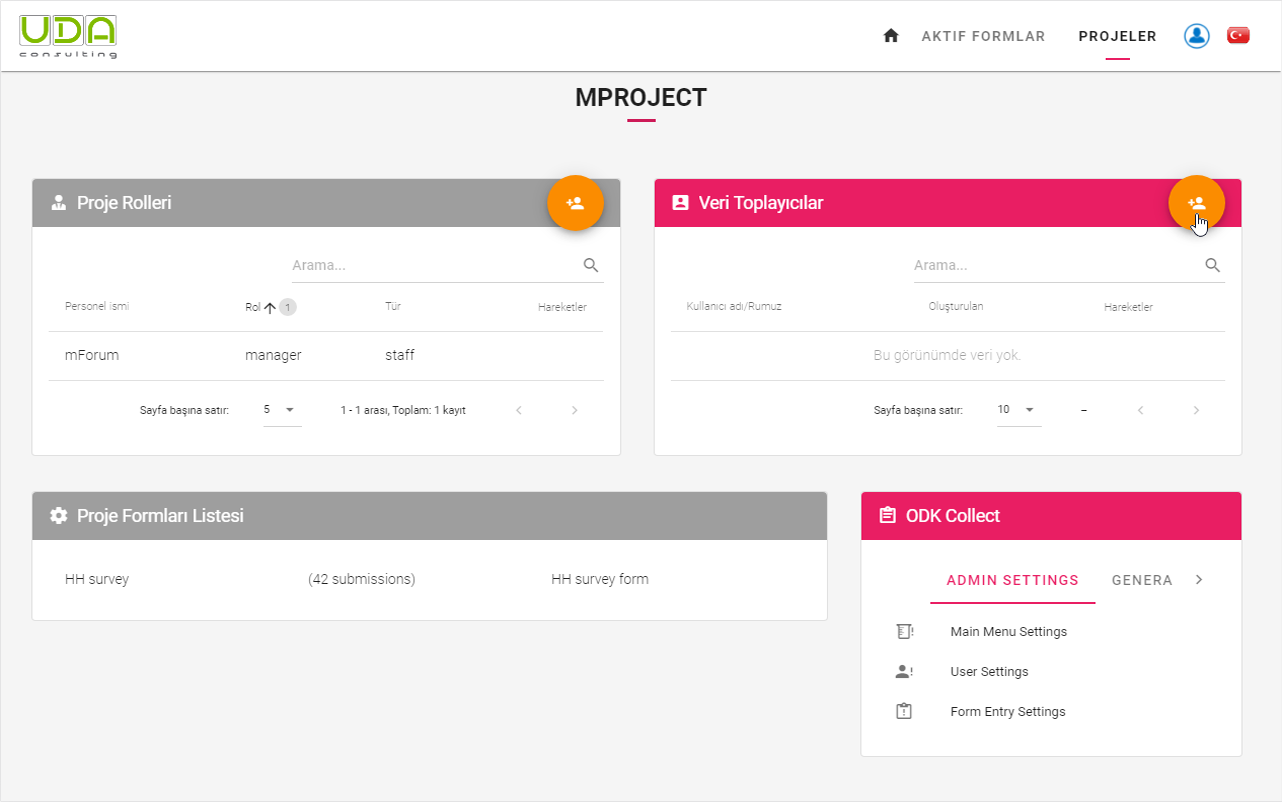 UDA
consulting
AKTIF FORMLAR
PROJELER
MPROJECT
Proje Rolleri
Arama...
Personel ismi Rol 1 Tür Hareketler
mForum manager staff
Sayfa başına satır: 5 1 - 1 arası, Toplam: 1 kayıt
Veri Toplayıcılar
Arama...
Kullanıcı adı/Rumuz Oluşturulan Hareketler
Bu görünümde veri yok.
Sayfa başına satır: 10 –
Proje Formları Listesi
HH survey (42 submissions) HH survey form
ODK Collect
ADMIN SETTINGS GENERA
Main Menu Settings
User Settings
Form Entry Settings